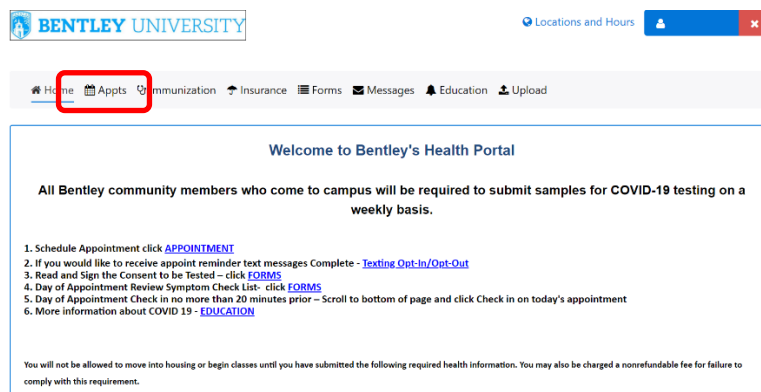 BENTLEY UNIVERSITY
Locations and Hours
Home Appts Immunization Insurance Forms Messages Education Upload
Welcome to Bentley's Health Portal
All Bentley community members who come to campus will be required to submit samples for COVID-19 testing on a
weekly basis.
1. Schedule Appointment click APPOINTMENT
2. If you would like to receive appoint reminder text messages Complete - Texting Opt-In/Opt-Out
3. Read and Sign the Consent to be Tested – click FORMS
4. Day of Appointment Review Symptom Check List- click FORMS
5. Day of Appointment Check in no more than 20 minutes prior – Scroll to bottom of page and click Check in on today's appointment
6. More information about COVID 19 - EDUCATION
You will not be allowed to move into housing or begin classes until you have submitted the following required health information. You may also be charged a nonrefundable fee for failure to
comply with this requirement.